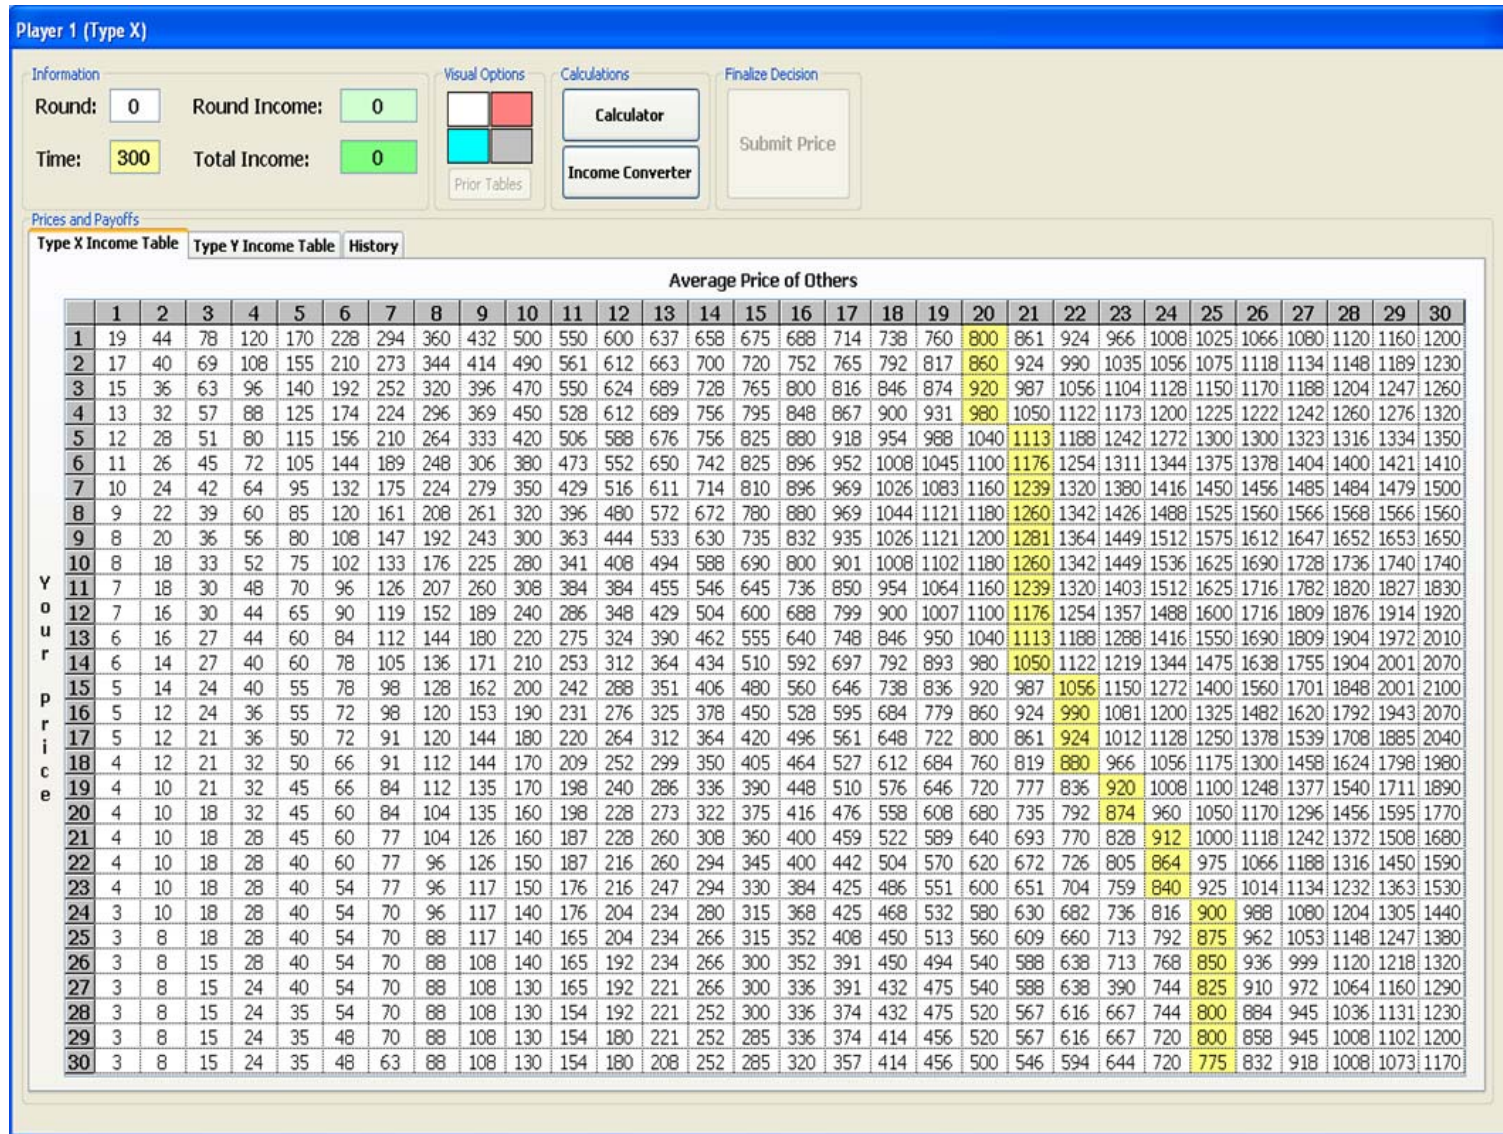 Player 1 (Type X)
Information
Visual Options
Calculations
Finalize Decision
Round: 0 Round Income: 0
Calculator
Submit Price
Time: 300 Total Income: 0
Prior Tables
Income Converter
Prices and Payoffs
Type X Income Table Type Y Income Table History
Average Price of Others
1 2 3 4 5 6 7 8 9 10 11 12 13 14 15 16 17 18 19 20 21 22 23 24 25 26 27 28 29 30
1 19 44 78 120 170 228 294 360 432 500 550 600 637 658 675 688 714 738 760 800 861 924 966 1008 1025 1066 1080 1120 1160 1200
2 17 40 69 108 155 210 273 344 414 490 561 612 663 700 720 752 765 792 817 860 924 990 1035 1056 1075 1118 1134 1148 1189 1230
3 15 36 63 96 140 192 252 320 396 470 550 624 689 728 765 800 816 846 874 920 987 1056 1104 1128 1150 1170 1188 1204 1247 1260
4 13 32 57 88 125 174 224 296 369 450 528 612 689 756 795 848 867 900 931 980 1050 1122 1173 1200 1225 1222 1242 1260 1276 1320
5 12 28 51 80 115 156 210 264 333 420 506 588 676 756 825 880 918 954 988 1040 1113 1188 1242 1272 1300 1300 1323 1316 1334 1350
6 11 26 45 72 105 144 189 248 306 380 473 552 650 742 825 896 952 1008 1045 1100 1176 1254 1311 1344 1375 1378 1404 1400 1421 1410
7 10 24 42 64 95 132 175 224 279 350 429 516 611 714 810 896 969 1026 1083 1160 1239 1320 1380 1416 1450 1456 1485 1484 1479 1500
8 9 22 39 60 85 120 161 208 261 320 396 480 572 672 780 880 969 1044 1121 1180 1260 1342 1426 1488 1525 1560 1566 1568 1566 1560
9 8 20 36 56 80 108 147 192 243 300 363 444 533 630 735 832 935 1026 1121 1200 1281 1364 1449 1512 1575 1612 1647 1652 1653 1650
10 8 18 33 52 75 102 133 176 225 280 341 408 494 588 690 800 901 1008 1102 1180 1260 1342 1449 1536 1625 1690 1728 1736 1740 1740
11 7 18 30 48 70 96 126 207 260 308 384 384 455 546 645 736 850 954 1064 1160 1239 1320 1403 1512 1625 1716 1782 1820 1827 1830
12 7 16 30 44 65 90 119 152 189 240 286 348 429 504 600 688 799 900 1007 1100 1176 1254 1357 1488 1600 1716 1809 1876 1914 1920
13 6 16 27 44 60 84 112 144 180 220 275 324 390 462 555 640 748 846 950 1040 1113 1188 1288 1416 1550 1690 1809 1904 1972 2010
14 6 14 27 40 60 78 105 136 171 210 253 312 364 434 510 592 697 792 893 980 1050 1122 1219 1344 1475 1638 1755 1904 2001 2070
15 5 14 24 40 55 78 98 128 162 200 242 288 351 406 480 560 646 738 836 920 987 1056 1150 1272 1400 1560 1701 1848 2001 2100
16 5 12 24 36 55 72 98 120 153 190 231 276 325 378 450 528 595 684 779 860 924 990 1081 1200 1325 1482 1620 1792 1943 2070
17 5 12 21 36 50 72 91 120 144 180 220 264 312 364 420 496 561 648 722 800 861 924 1012 1128 1250 1378 1539 1708 1885 2040
18 4 12 21 32 50 66 91 112 144 170 209 252 299 350 405 464 527 612 684 760 819 880 966 1056 1175 1300 1458 1624 1798 1980
19 4 10 21 32 45 66 84 112 135 170 198 240 286 336 390 448 510 576 646 720 777 836 920 1008 1100 1248 1377 1540 1711 1890
20 4 10 18 32 45 60 84 104 135 160 198 228 273 322 375 416 476 558 608 680 735 792 874 960 1050 1170 1296 1456 1595 1770
21 4 10 18 28 45 60 77 104 126 160 187 228 260 308 360 400 459 522 589 640 693 770 828 912 1000 1118 1242 1372 1508 1680
22 4 10 18 28 40 60 77 96 126 150 187 216 260 294 345 400 442 504 570 620 672 726 805 864 975 1066 1188 1316 1450 1590
23 4 10 18 28 40 54 77 96 117 150 176 216 247 294 330 384 425 486 551 600 651 704 759 840 925 1014 1134 1232 1363 1530
24 3 10 18 28 40 54 70 96 117 140 176 204 234 280 315 368 425 468 532 580 630 682 736 816 900 988 1080 1204 1305 1440
25 3 8 18 28 40 54 70 88 117 140 165 204 234 266 315 352 408 450 513 560 609 660 713 792 875 962 1053 1148 1247 1380
26 3 8 15 28 40 54 70 88 108 140 165 192 234 266 300 352 391 450 494 540 588 638 713 768 850 936 999 1120 1218 1320
27 3 8 15 24 40 54 70 88 108 130 165 192 221 266 300 336 391 432 475 540 588 638 390 744 825 910 972 1064 1160 1290
28 3 8 15 24 35 54 70 88 108 130 154 192 221 252 300 336 374 432 475 520 567 616 667 744 800 884 945 1036 1131 1230
29 3 8 15 24 35 48 70 88 108 130 154 180 221 252 285 336 374 414 456 520 567 616 667 720 800 858 945 1008 1102 1200
30 3 8 15 24 35 48 63 88 108 130 154 180 208 252 285 320 357 414 456 500 546 594 644 720 775 832 918 1008 1073 1170
Your price